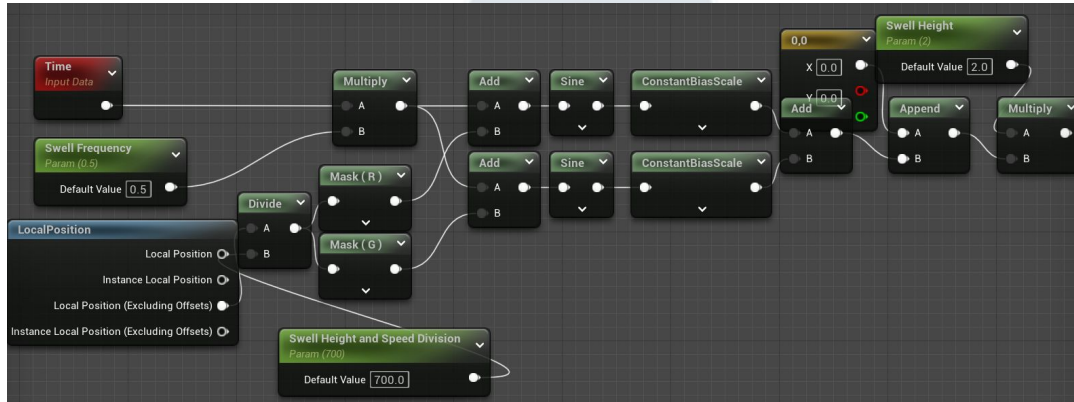 Time
Input Data
Swell Frequency
Param (0.5)
Default Value 0.5
LocalPosition
Local Position
Instance Local Position
Local Position (Excluding Offsets)
Instance Local Position (Excluding Offsets)
Divide
A
B
Multiply
A
B
Mask ( R )
Mask ( G )
Swell Height and Speed Division
Param (700)
Default Value 700.0
Add
A
B
Add
A
B
Sine
Sine
ConstantBiasScale
ConstantBiasScale
0,0
X 0.0
Y 0.0
Add
A
B
Swell Height
Param (2)
Default Value 2.0
Append
A
B
Multiply
A
B